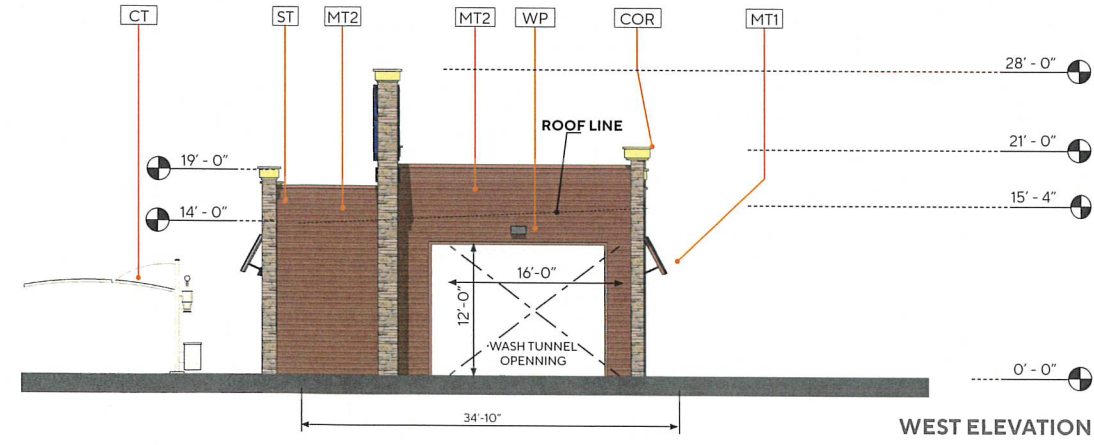 CT
ST
MT2
MT2
WP
COR
MT1
28' - 0"
ROOF LINE
21' - 0"
19' - 0"
15' - 4"
14' - 0"
16'-0"
12'-0"
WASH TUNNEL
OPENNING
0' - 0"
34'-10"
WEST ELEVATION